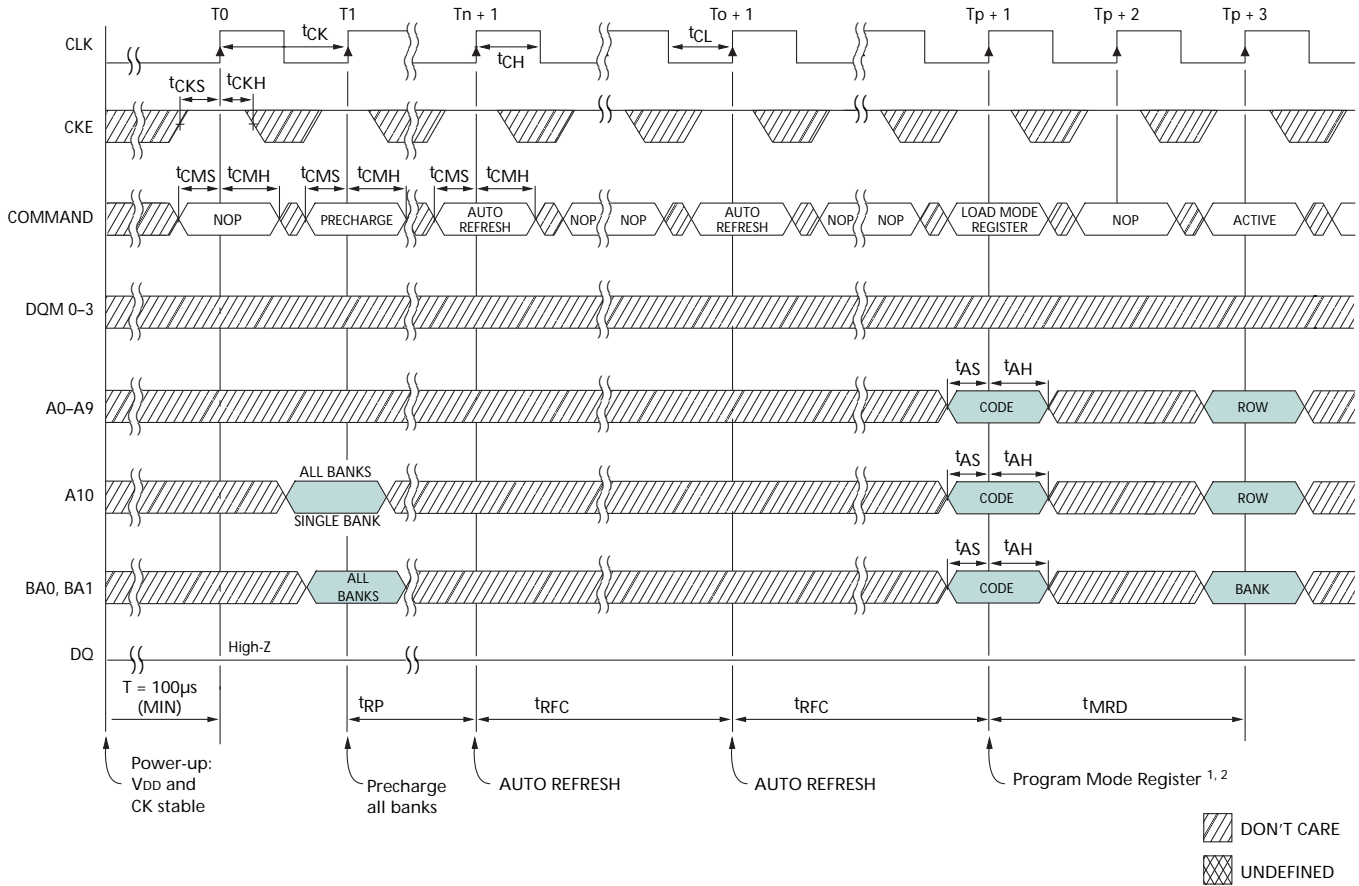 T0 T1 Tn + 1 To + 1 Tp + 1 Tp + 2 Tp + 3
CLK tCK tCH tCL
tCKS tCKH
CKE
tCMS tCMH tCMS tCMH tCMS tCMH
COMMAND NOP PRECHARGE AUTO REFRESH NOP NOP AUTO REFRESH NOP NOP LOAD MODE REGISTER NOP ACTIVE
DQM 0–3
tAS tAH
A0–A9 CODE ROW
ALL BANKS tAS tAH
A10 CODE ROW
SINGLE BANK
tAS tAH
BA0, BA1 ALL BANKS CODE BANK
High-Z
DQ
T = 100µs
(MIN)
tRP tRFC tRFC tMRD
Power-up:
VDD and
CK stable
Precharge
all banks
AUTO REFRESH
AUTO REFRESH
Program Mode Register 1, 2
DON'T CARE
UNDEFINED